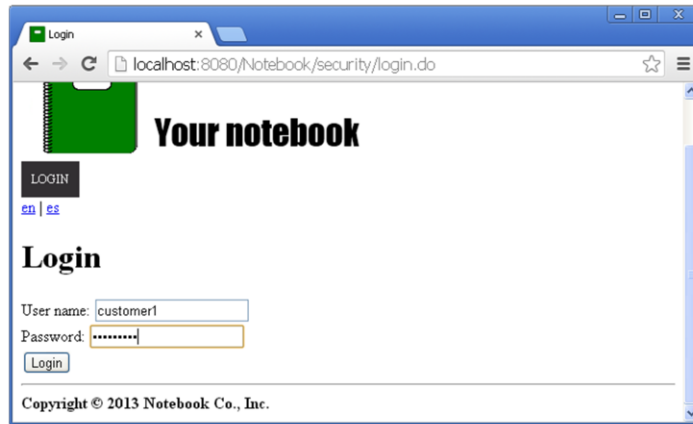 Login
localhost:8080/Notebook/security/login.do
Your notebook
LOGIN
en | es
Login
User name: customer1
Password: •••••••••
Login
Copyright © 2013 Notebook Co., Inc.